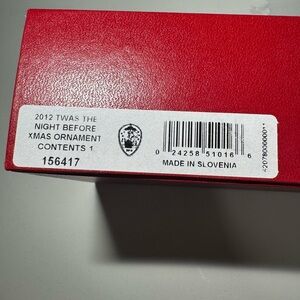 2012 TWAS THE
NIGHT BEFORE
XMAS ORNAMENT
CONTENTS 1
156417
0 24258 51016 6
MADE IN SLOVENIA